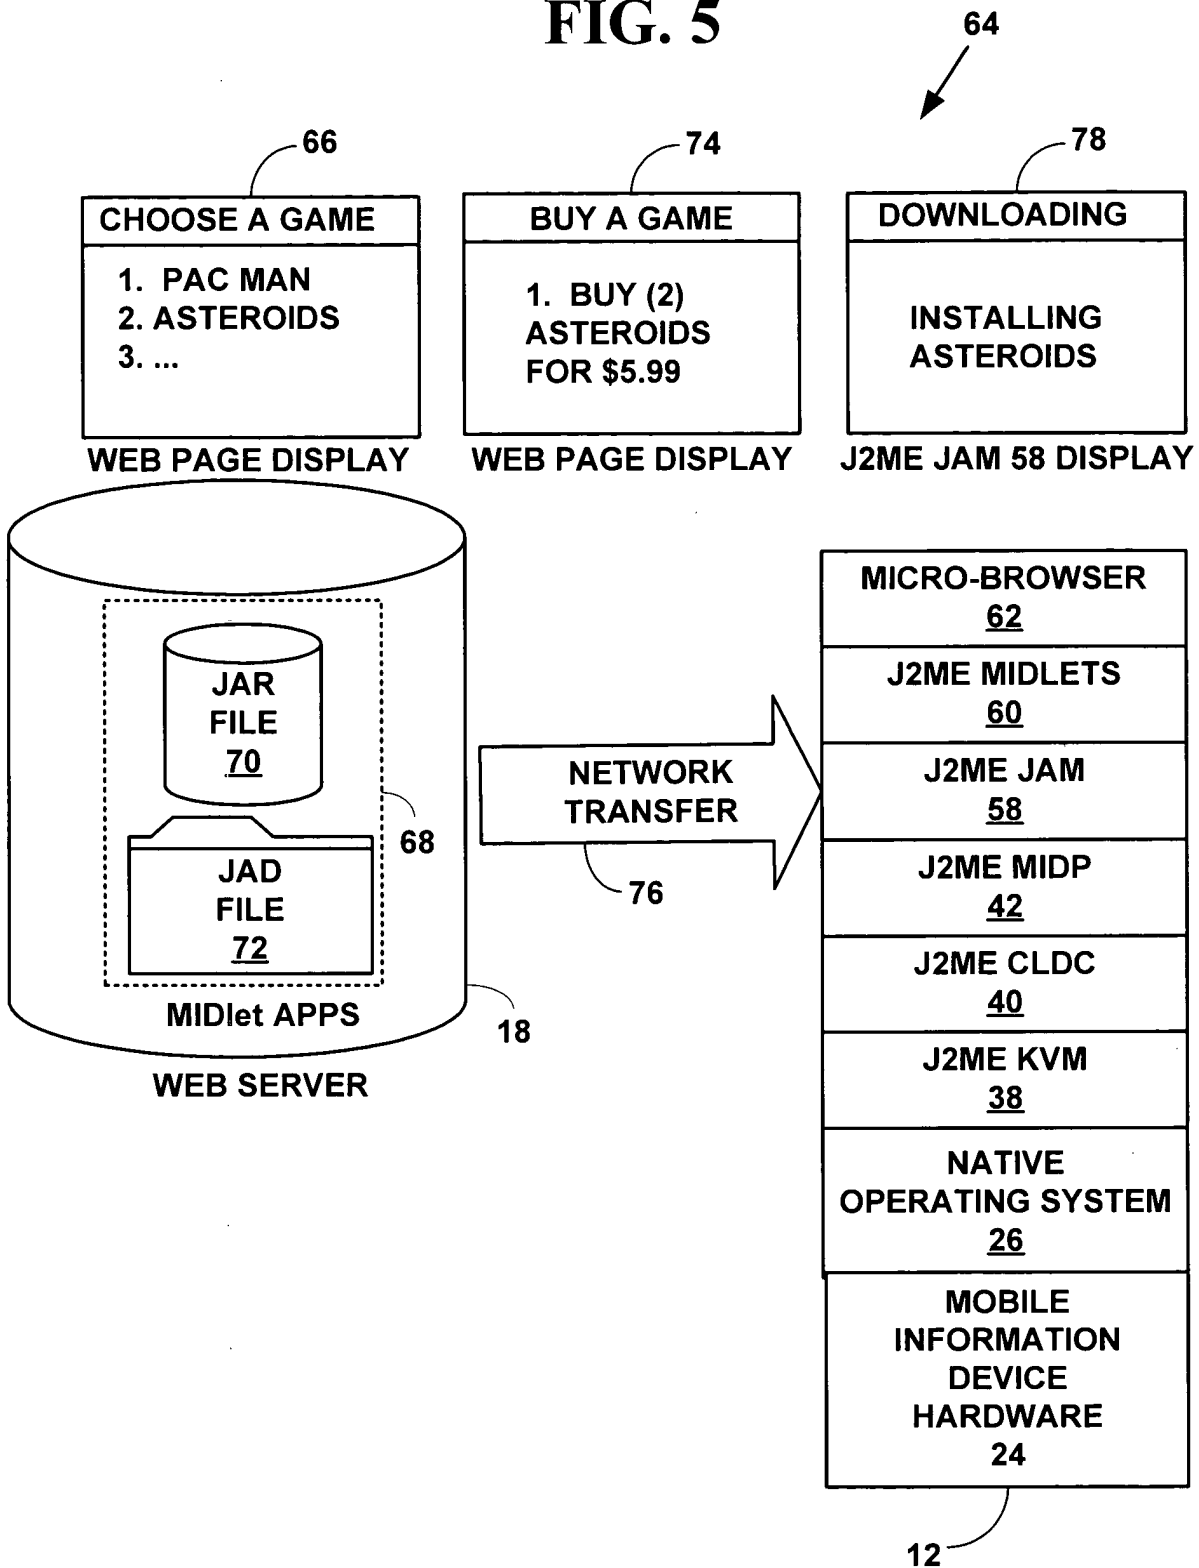 FIG. 5
64
66
74
78
CHOOSE A GAME
1. PAC MAN
2. ASTEROIDS
3. ...
WEB PAGE DISPLAY
BUY A GAME
1. BUY (2)
ASTEROIDS
FOR $5.99
WEB PAGE DISPLAY
DOWNLOADING
INSTALLING
ASTEROIDS
J2ME JAM 58 DISPLAY
JAR
FILE
70
JAD
FILE
72
68
MIDlet APPS
18
WEB SERVER
NETWORK
TRANSFER
76
MICRO-BROWSER
62
J2ME MIDLETS
60
J2ME JAM
58
J2ME MIDP
42
J2ME CLDC
40
J2ME KVM
38
NATIVE
OPERATING SYSTEM
26
MOBILE
INFORMATION
DEVICE
HARDWARE
24
12